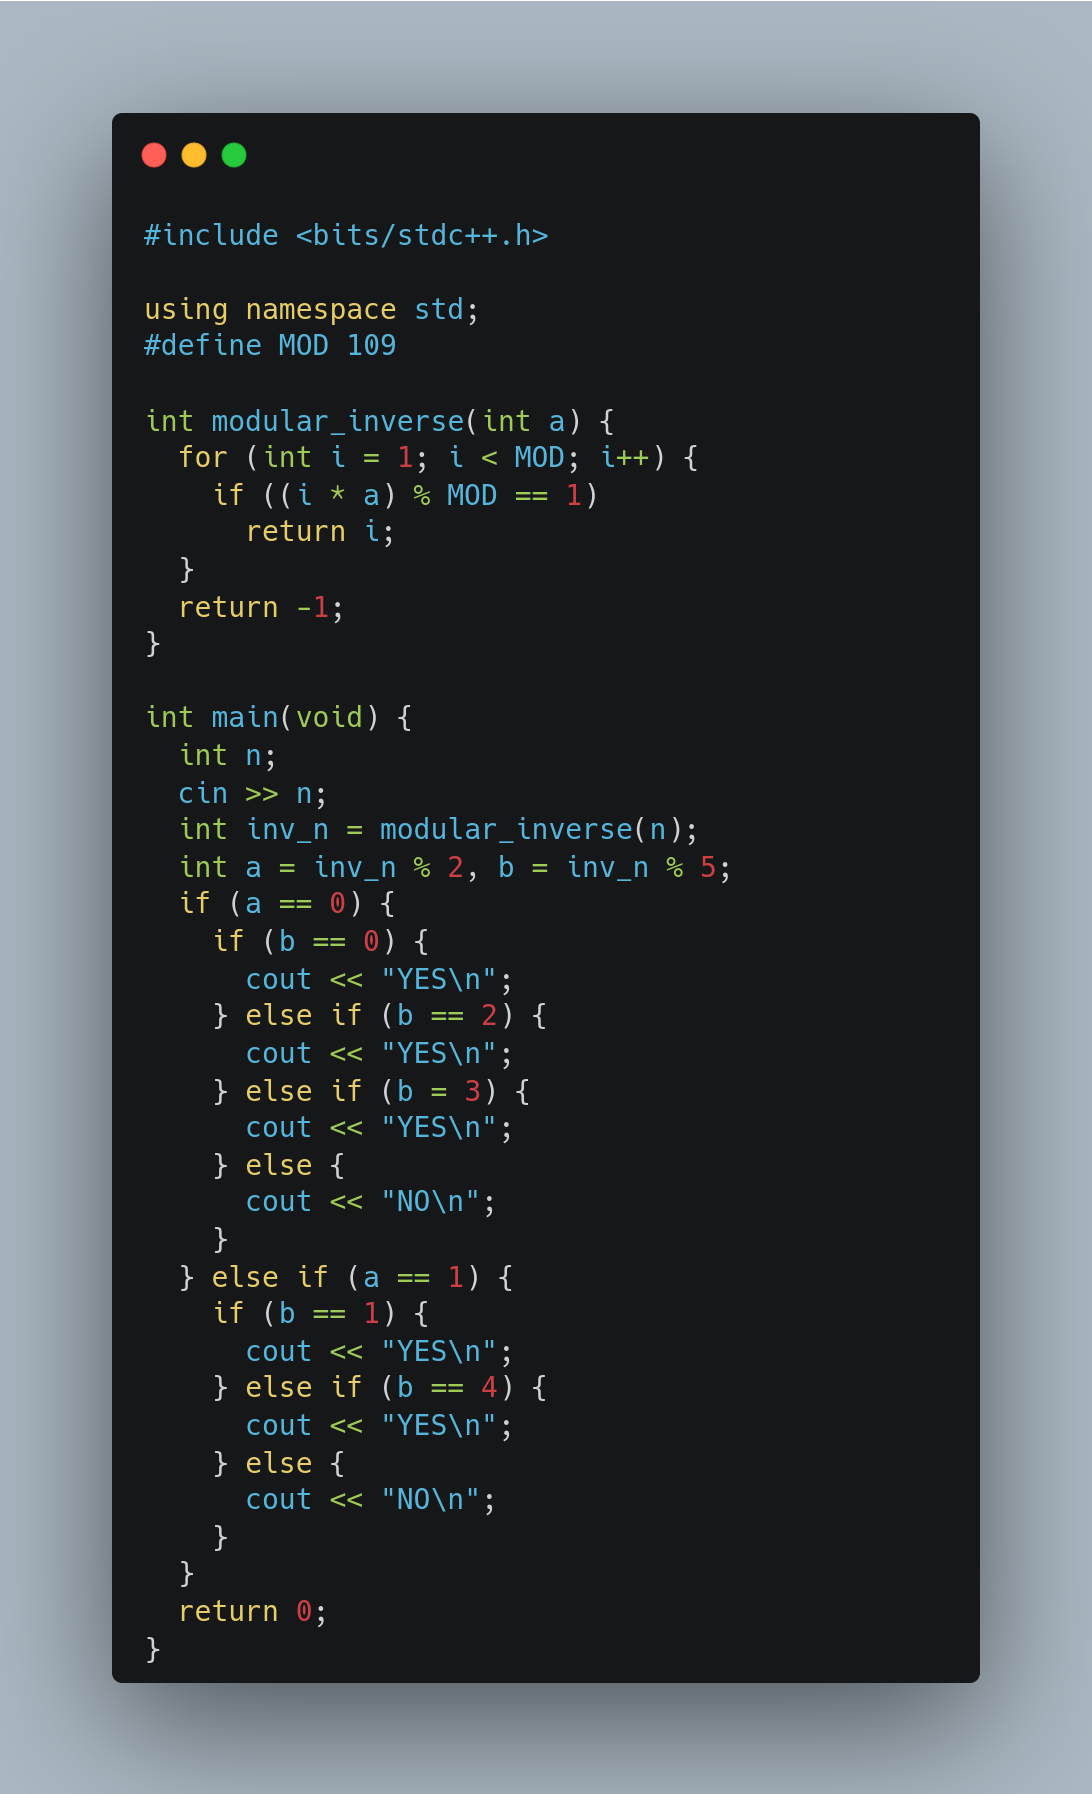 #include <bits/stdc++.h>

using namespace std;
#define MOD 109

int modular_inverse(int a) {
  for (int i = 1; i < MOD; i++) {
    if ((i * a) % MOD == 1)
      return i;
  }
  return -1;
}

int main(void) {
  int n;
  cin >> n;
  int inv_n = modular_inverse(n);
  int a = inv_n % 2, b = inv_n % 5;
  if (a == 0) {
    if (b == 0) {
      cout << "YES\n";
    } else if (b == 2) {
      cout << "YES\n";
    } else if (b = 3) {
      cout << "YES\n";
    } else {
      cout << "NO\n";
    }
  } else if (a == 1) {
    if (b == 1) {
      cout << "YES\n";
    } else if (b == 4) {
      cout << "YES\n";
    } else {
      cout << "NO\n";
    }
  }
  return 0;
}